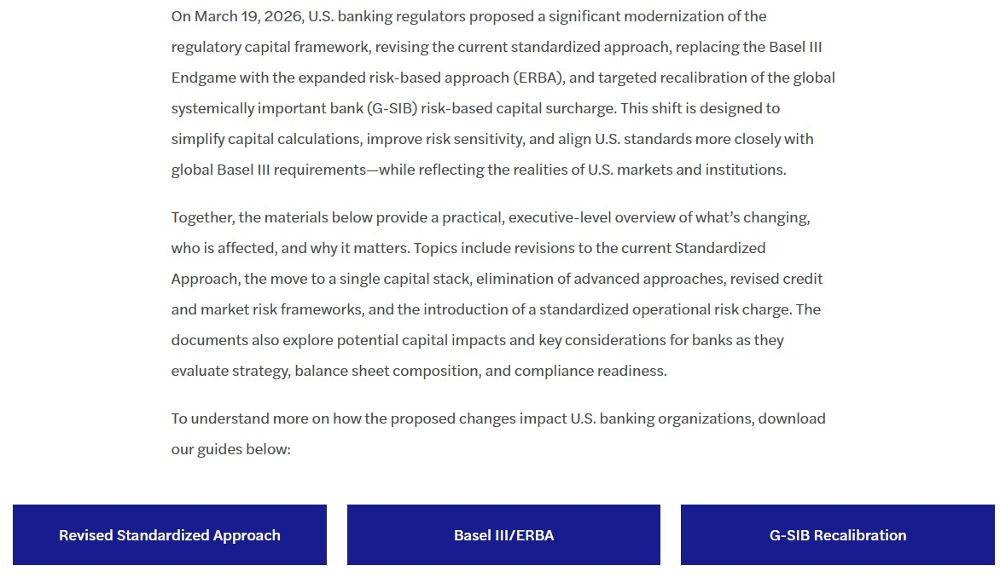 On March 19, 2026, U.S. banking regulators proposed a significant modernization of the
regulatory capital framework, revising the current standardized approach, replacing the Basel III
Endgame with the expanded risk-based approach (ERBA), and targeted recalibration of the global
systemically important bank (G-SIB) risk-based capital surcharge. This shift is designed to
simplify capital calculations, improve risk sensitivity, and align U.S. standards more closely with
global Basel III requirements—while reflecting the realities of U.S. markets and institutions.
Together, the materials below provide a practical, executive-level overview of what’s changing,
who is affected, and why it matters. Topics include revisions to the current Standardized
Approach, the move to a single capital stack, elimination of advanced approaches, revised credit
and market risk frameworks, and the introduction of a standardized operational risk charge. The
documents also explore potential capital impacts and key considerations for banks as they
evaluate strategy, balance sheet composition, and compliance readiness.
To understand more on how the proposed changes impact U.S. banking organizations, download
our guides below:
Revised Standardized Approach
Basel III/ERBA
G-SIB Recalibration